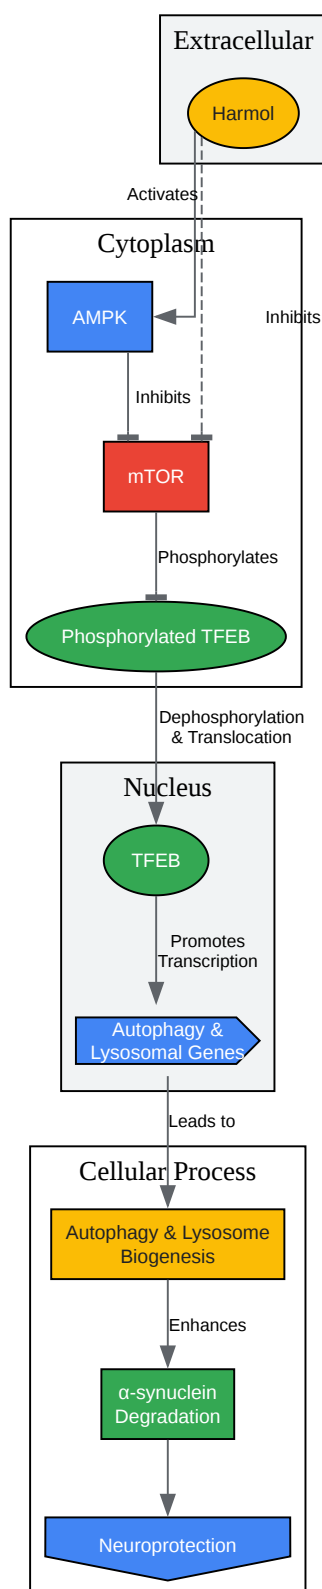 Extracellular
Harmol
Activates
Cytoplasm
AMPK
Inhibits
Inhibits
mTOR
Phosphorylates
Phosphorylated TFEB
Dephosphorylation
& Translocation
Nucleus
TFEB
Promotes
Transcription
Autophagy &
Lysosomal Genes
Leads to
Cellular Process
Autophagy & Lysosome
Biogenesis
Enhances
α-synuclein
Degradation
Neuroprotection